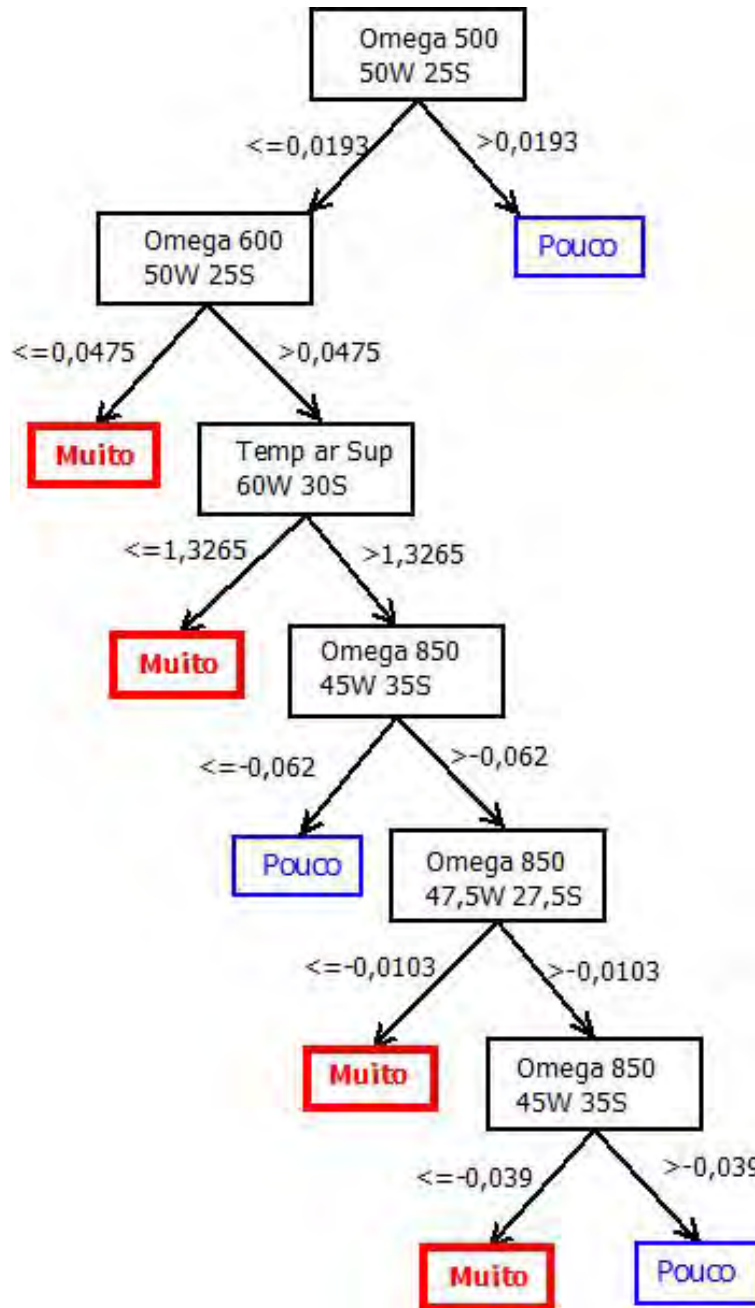 Omega 500
50W 25S
<=0,0193
>0,0193
Omega 600
50W 25S
Pouco
<=0,0475
>0,0475
Muito
Temp ar Sup
60W 30S
<=1,3265
>1,3265
Muito
Omega 850
45W 35S
<=-0,062
>-0,062
Pouco
Omega 850
47,5W 27,5S
<=-0,0103
>-0,0103
Muito
Omega 850
45W 35S
<=-0,039
>-0,039
Muito
Pouco